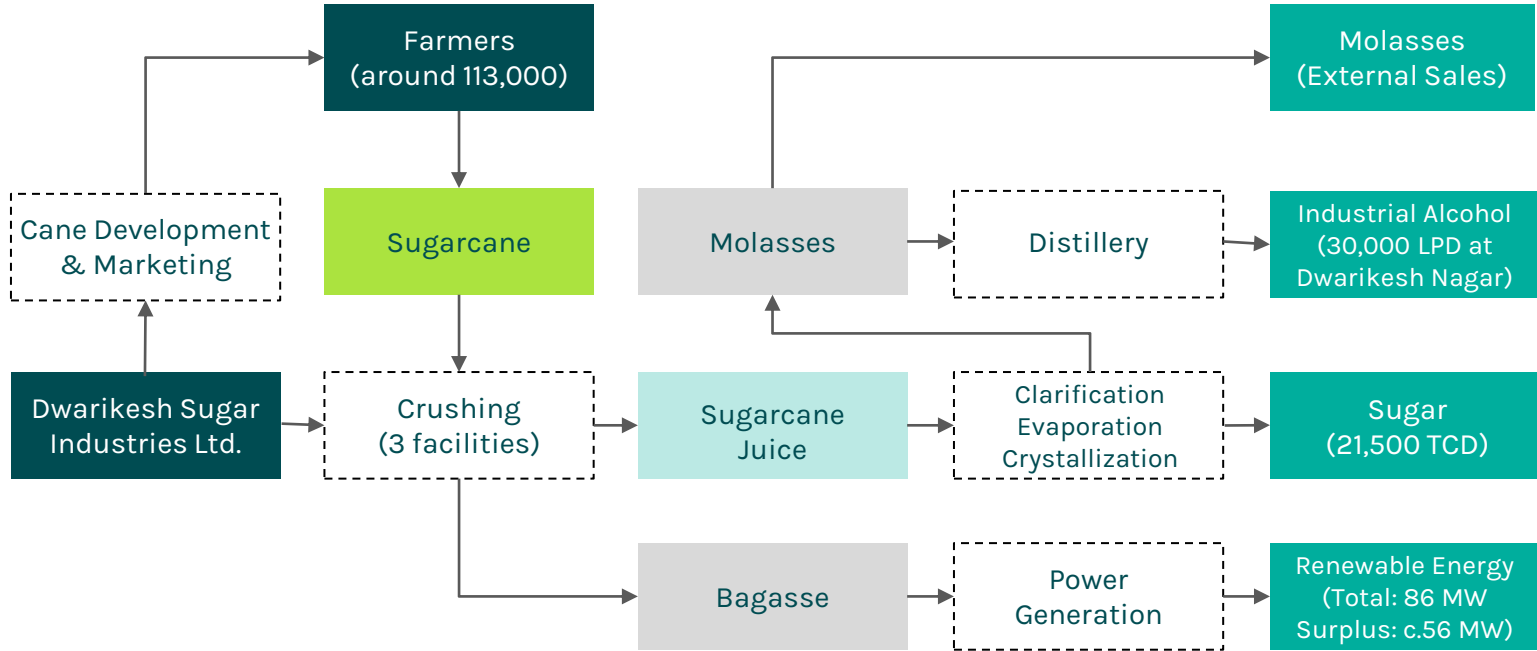 Farmers
(around 113,000)
Molasses
(External Sales)
Cane Development
& Marketing
Sugarcane
Molasses
Distillery
Industrial Alcohol
(30,000 LPD at
Dwarikesh Nagar)
Dwarikesh Sugar
Industries Ltd.
Crushing
(3 facilities)
Sugarcane
Juice
Clarification
Evaporation
Crystallization
Sugar
(21,500 TCD)
Bagasse
Power
Generation
Renewable Energy
(Total: 86 MW
Surplus: c.56 MW)